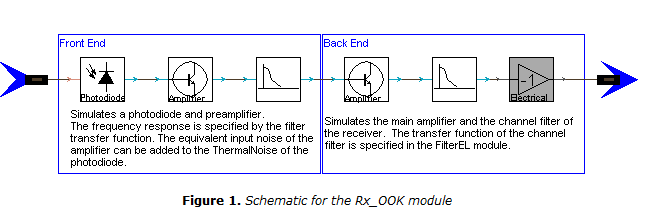 Front End
Back End
Photodiode
Amplifier
Amplifier
-1
Electrical
Simulates a photodiode and preamplifier.
The frequency response is specified by the filter
transfer function. The equivalent input noise of the
amplifier can be added to the ThermalNoise of the
photodiode.
Simulates the main amplifier and the channel filter of
the receiver. The transfer function of the channel
filter is specified in the FilterEL module.
Figure 1. Schematic for the Rx_OOK module